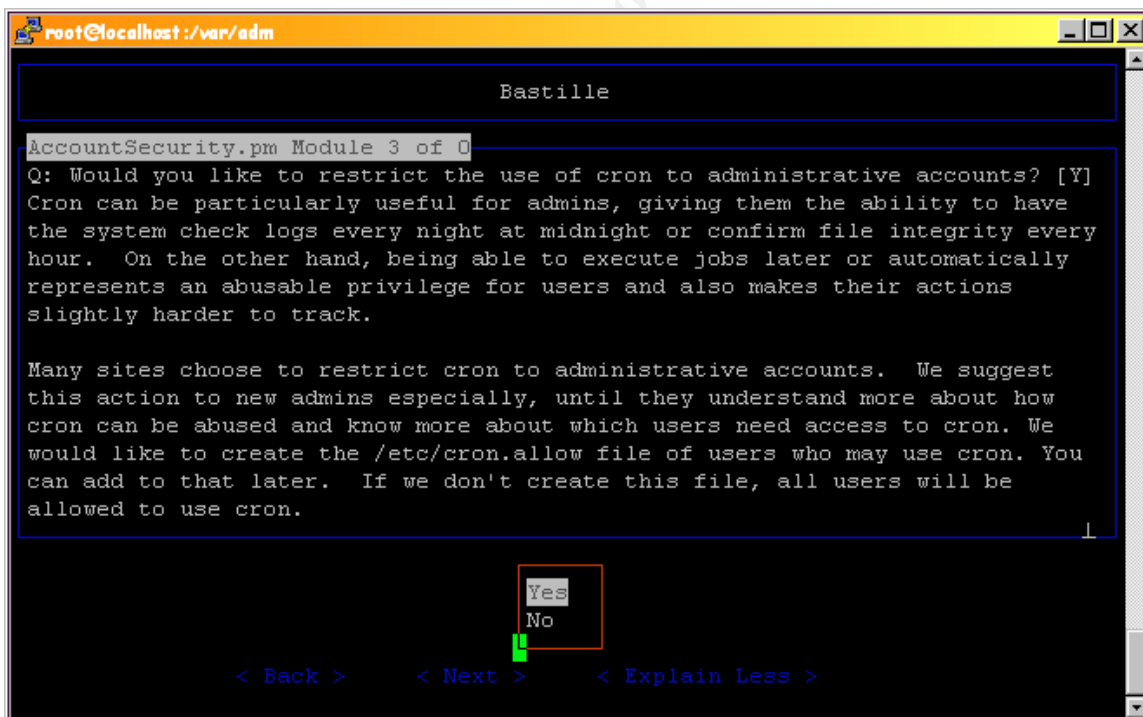 root@localhost:/var/adm
Bastille
AccountSecurity.pm Module 3 of 0
Q: Would you like to restrict the use of cron to administrative accounts? [Y]
Cron can be particularly useful for admins, giving them the ability to have
the system check logs every night at midnight or confirm file integrity every
hour.  On the other hand, being able to execute jobs later or automatically
represents an abusable privilege for users and also makes their actions
slightly harder to track.
Many sites choose to restrict cron to administrative accounts.  We suggest
this action to new admins especially, until they understand more about how
cron can be abused and know more about which users need access to cron. We
would like to create the /etc/cron.allow file of users who may use cron. You
can add to that later.  If we don't create this file, all users will be
allowed to use cron.
Yes
No
< Back > < Next > < Explain Less >